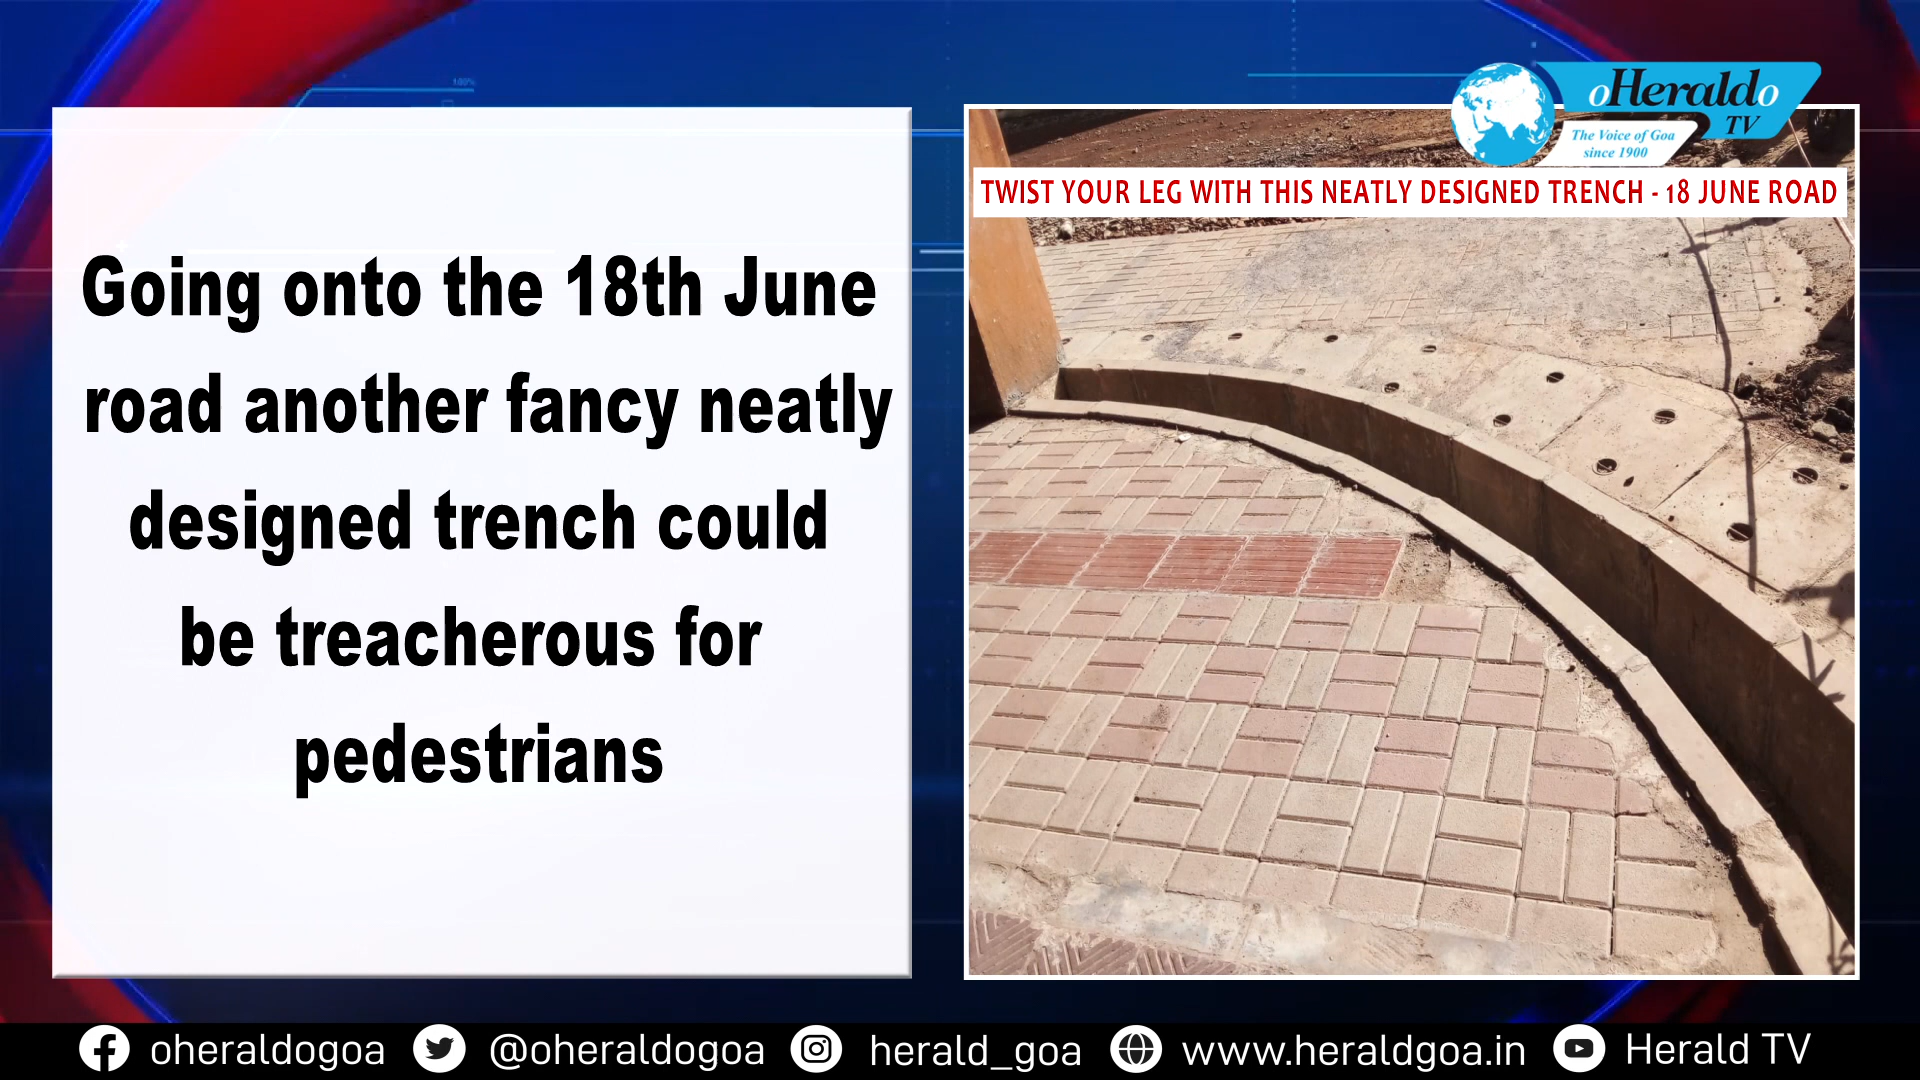 100%
oHeraldo
TV
The Voice of Goa
since 1900
TWIST YOUR LEG WITH THIS NEATLY DESIGNED TRENCH - 18 JUNE ROAD
Going onto the 18th June
road another fancy neatly
designed trench could
be treacherous for
pedestrians
oheraldogoa @oheraldogoa herald_goa www.heraldgoa.in Herald TV